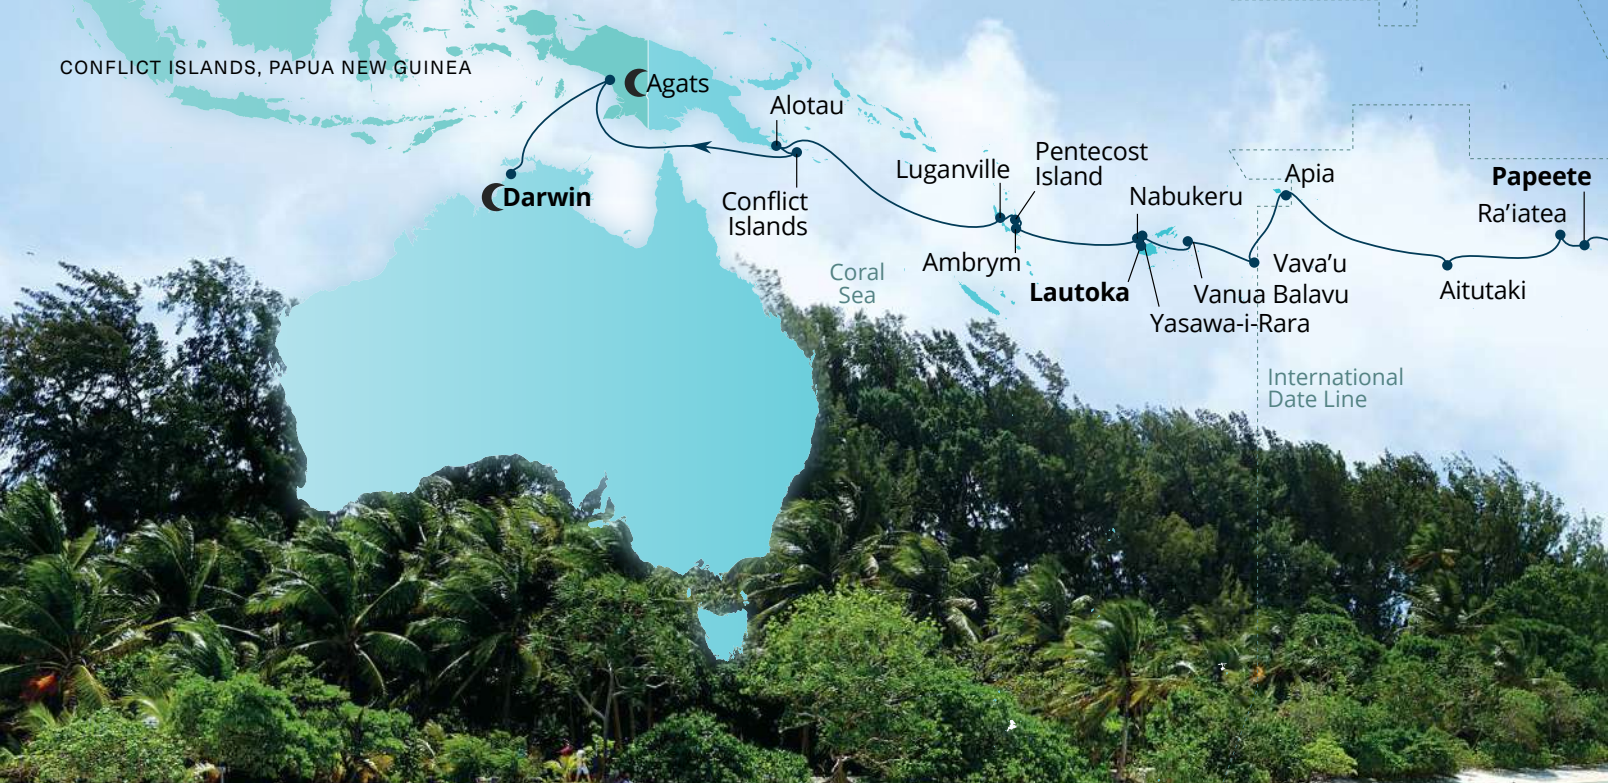 CONFLICT ISLANDS, PAPUA NEW GUINEA
Agats
Alotau
Darwin
Conflict
Islands
Luganville
Pentecost
Island
Ambrym
Coral
Sea
Nabukeru
Lautoka
Vanua Balavu
Yasawa-i-Rara
Vava’u
Apia
International
Date Line
Aitutaki
Papeete
Ra’iatea